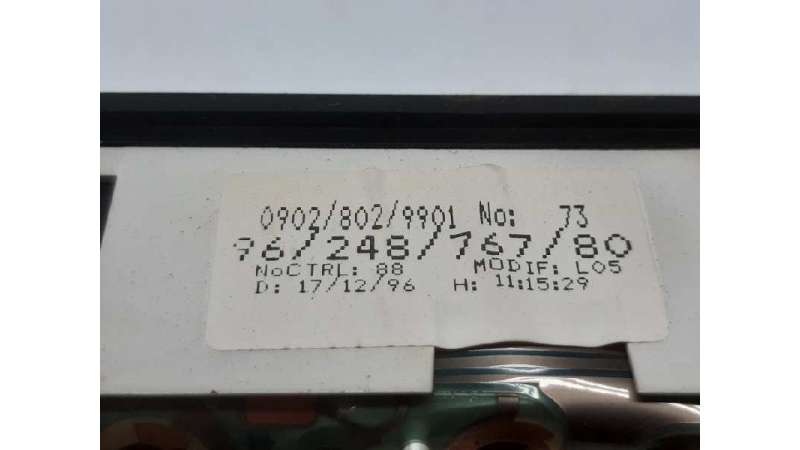 0902/802/9901 No: 73
96/248/767/80
NoCTRL: 88 MODIF: L05
D: 17/12/96 H: 11:15:29